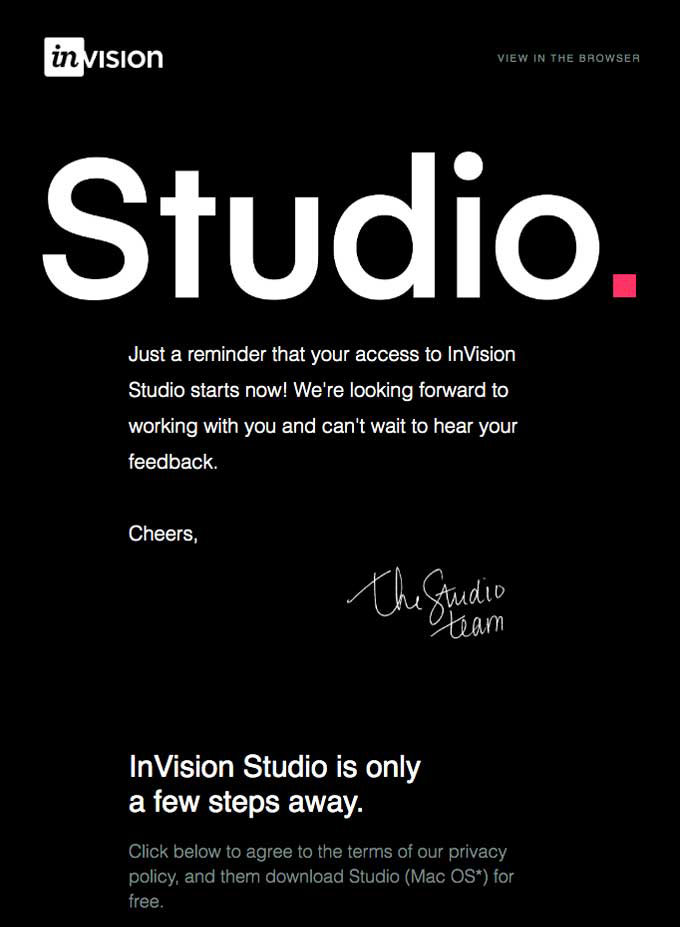 inVISION
VIEW IN THE BROWSER
Studio.
Just a reminder that your access to InVision
Studio starts now! We're looking forward to
working with you and can't wait to hear your
feedback.
Cheers,
The Studio
team
InVision Studio is only
a few steps away.
Click below to agree to the terms of our privacy
policy, and them download Studio (Mac OS*) for
free.